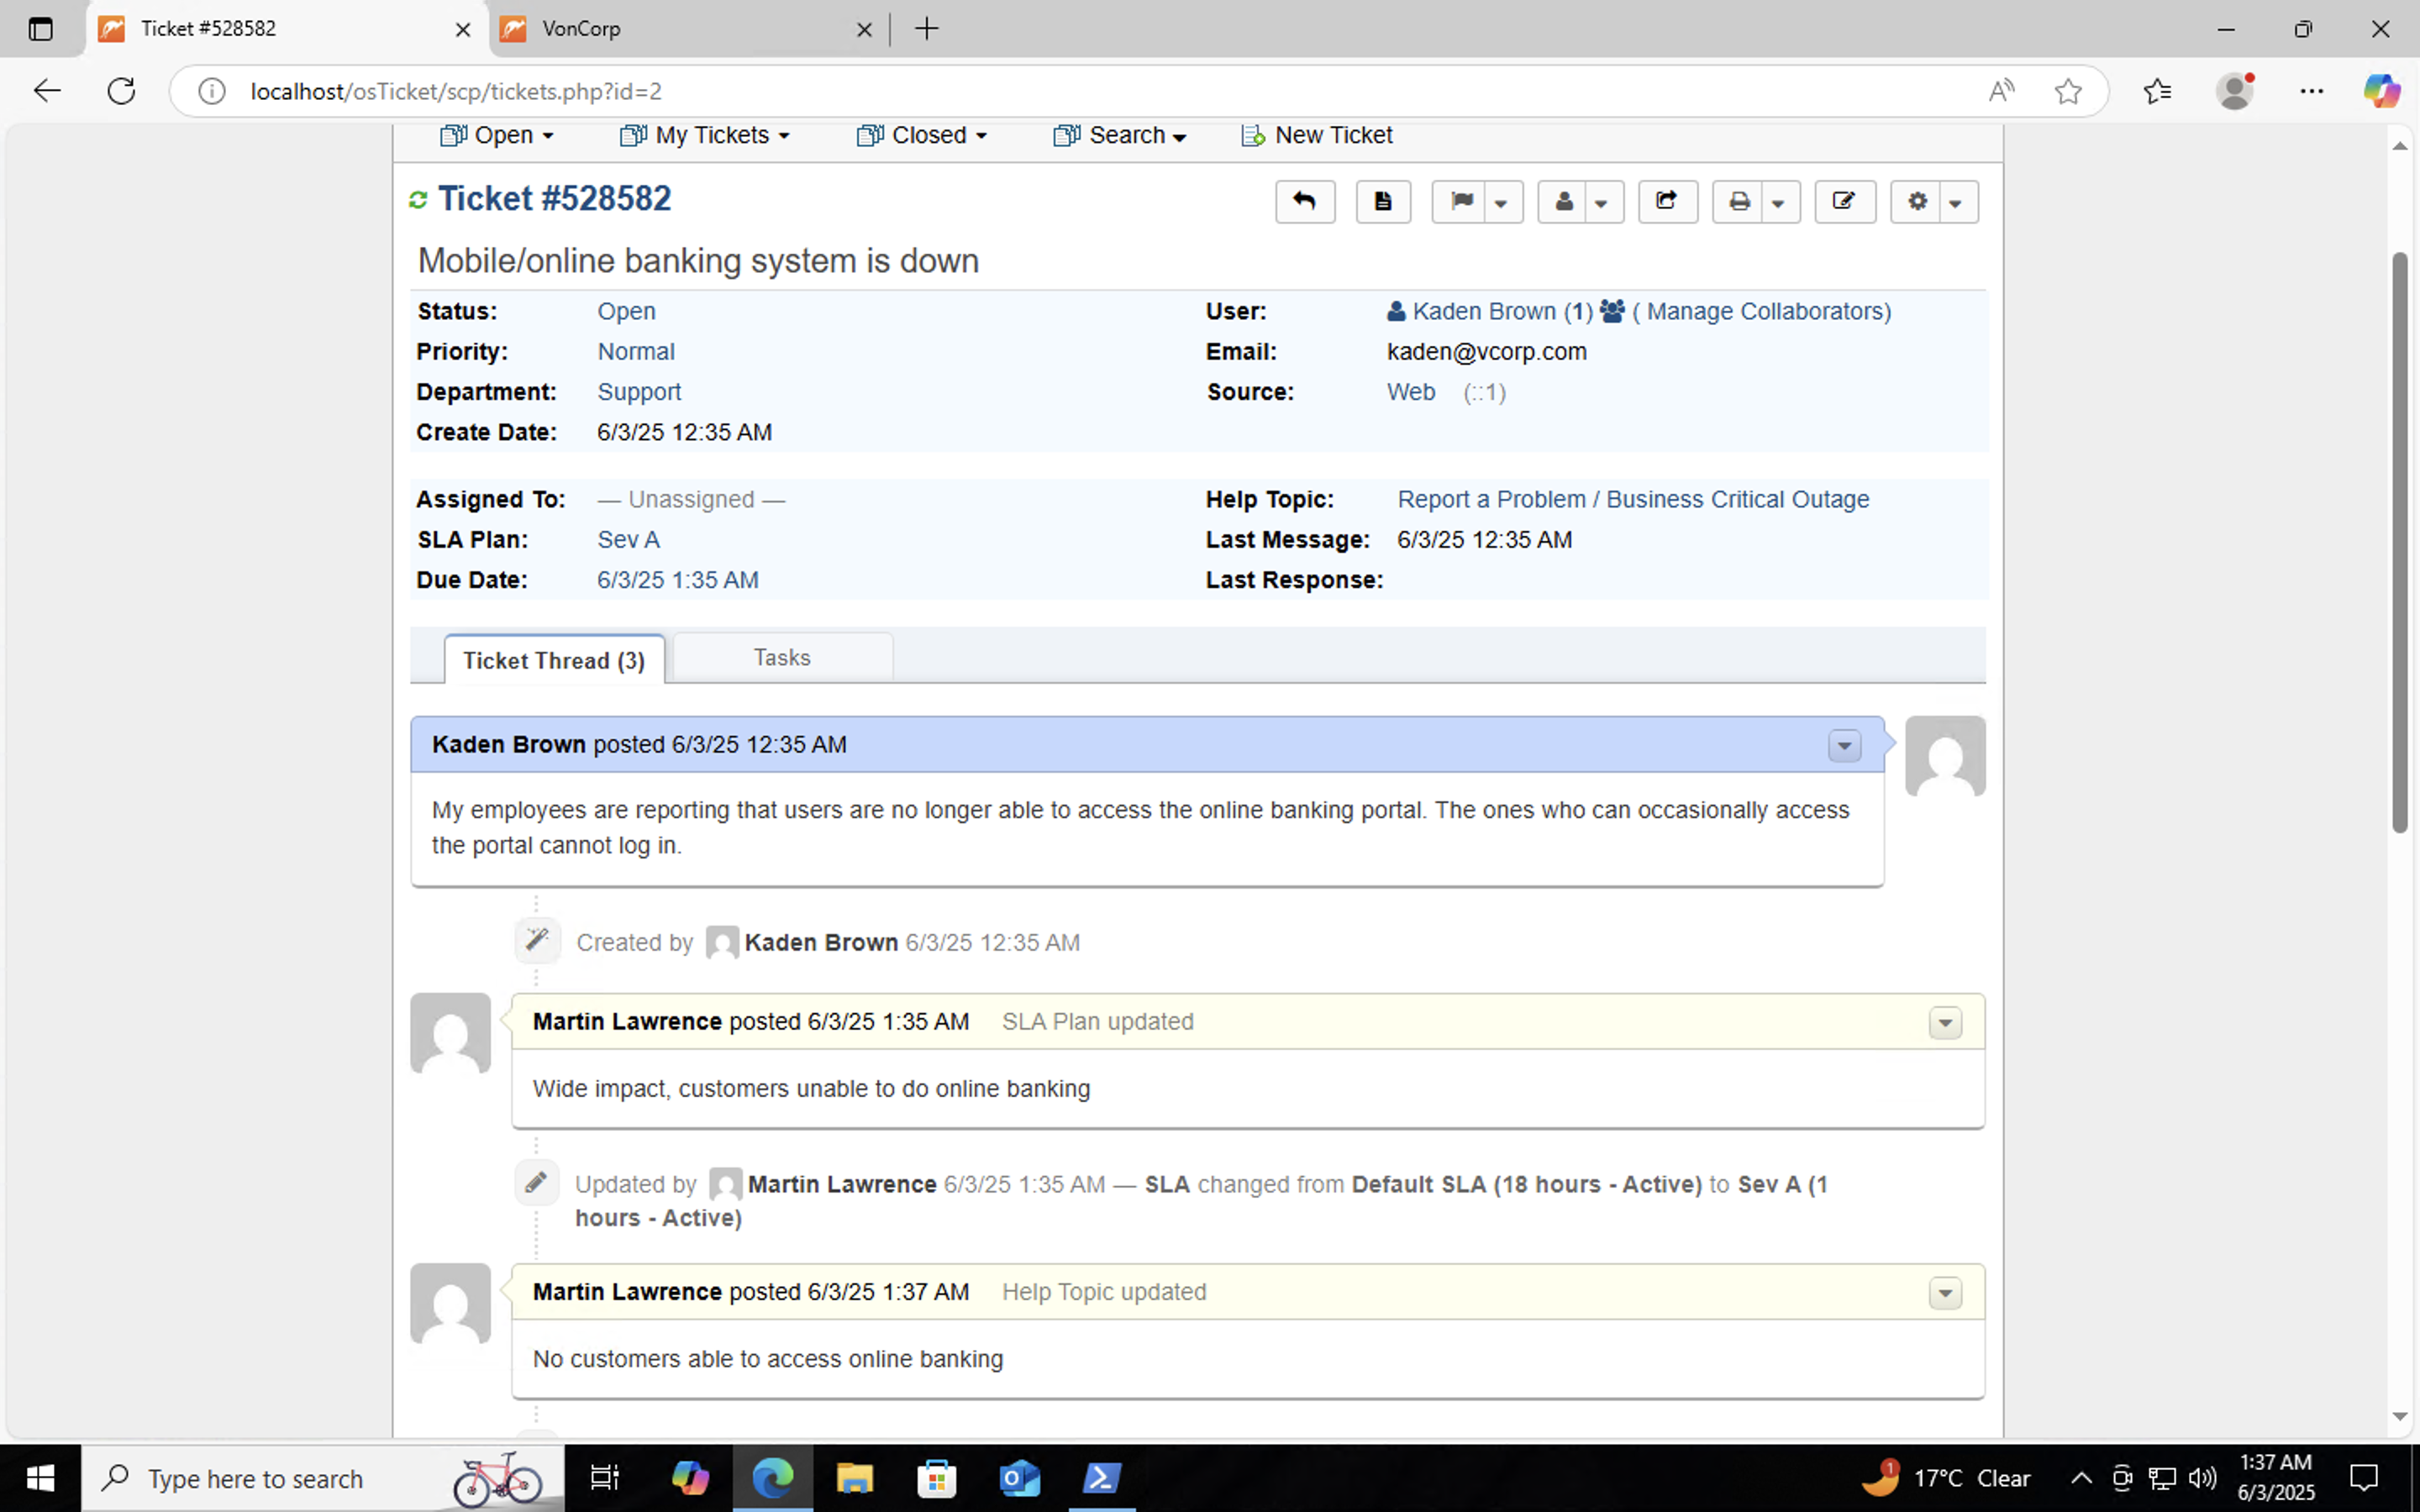 Ticket #528582
VonCorp
localhost/osTicket/scp/tickets.php?id=2
Open
My Tickets
Closed
Search
New Ticket
Ticket #528582
Mobile/online banking system is down
Status: Open
User: Kaden Brown (1) ( Manage Collaborators)
Priority: Normal
Email: kaden@vcorp.com
Department: Support
Source: Web (::1)
Create Date: 6/3/25 12:35 AM
Assigned To: — Unassigned —
Help Topic: Report a Problem / Business Critical Outage
SLA Plan: Sev A
Last Message: 6/3/25 12:35 AM
Due Date: 6/3/25 1:35 AM
Last Response:
Ticket Thread (3)
Tasks
Kaden Brown posted 6/3/25 12:35 AM
My employees are reporting that users are no longer able to access the online banking portal. The ones who can occasionally access
the portal cannot log in.
Created by Kaden Brown 6/3/25 12:35 AM
Martin Lawrence posted 6/3/25 1:35 AM SLA Plan updated
Wide impact, customers unable to do online banking
Updated by Martin Lawrence 6/3/25 1:35 AM — SLA changed from Default SLA (18 hours - Active) to Sev A (1
hours - Active)
Martin Lawrence posted 6/3/25 1:37 AM Help Topic updated
No customers able to access online banking
Type here to search
1
17°C Clear
1:37 AM
6/3/2025